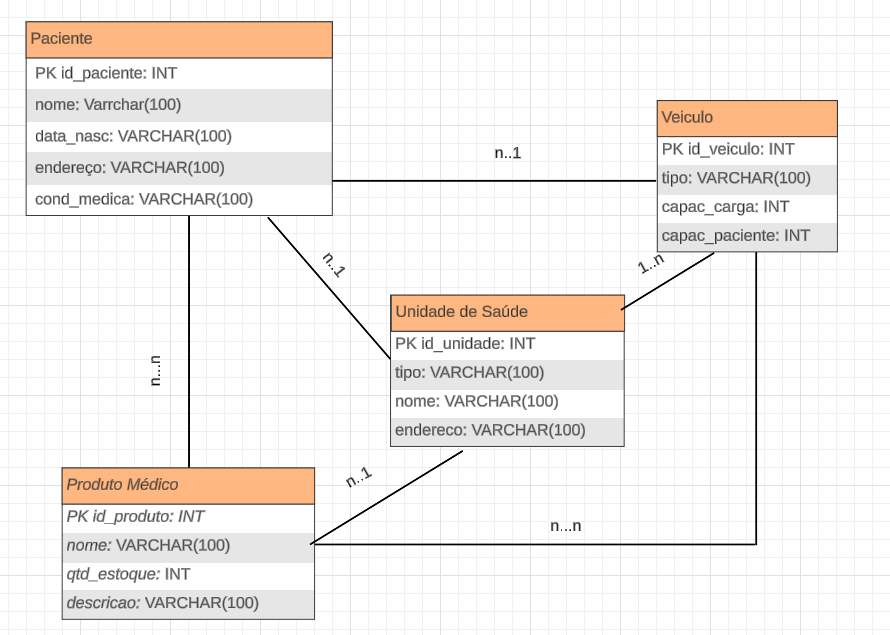 Paciente
PK id_paciente: INT
nome: Varrchar(100)
data_nasc: VARCHAR(100)
endereço: VARCHAR(100)
cond_medica: VARCHAR(100)
n..1
Veiculo
PK id_veiculo: INT
tipo: VARCHAR(100)
capac_carga: INT
capac_paciente: INT
n..1
1..n
Unidade de Saúde
PK id_unidade: INT
tipo: VARCHAR(100)
nome: VARCHAR(100)
endereco: VARCHAR(100)
n...n
n..1
Produto Médico
PK id_produto: INT
nome: VARCHAR(100)
qtd_estoque: INT
descricao: VARCHAR(100)
n...n